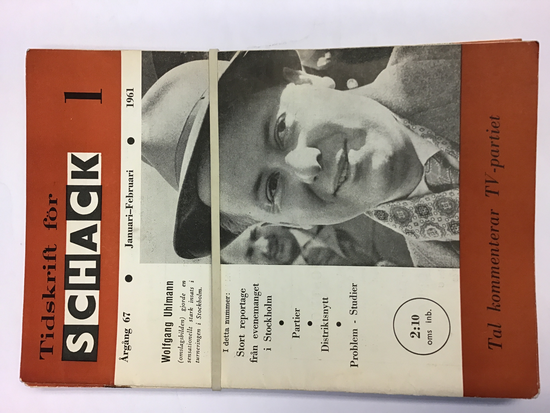 Tidskrift för
SCHACK
1
Årgång 67 • Januari-Februari • 1961
Wolfgang Uhlmann
(omslagsbilden) gjorde en
sensationellt stark insats i
turneringen i Stockholm.
I detta nummer:
Stort reportage
från evenemanget
i Stockholm
•
Partier
•
Distriktsnytt
•
Problem - Studier
2:10
oms inb.
Tal kommenterar TV-partiet